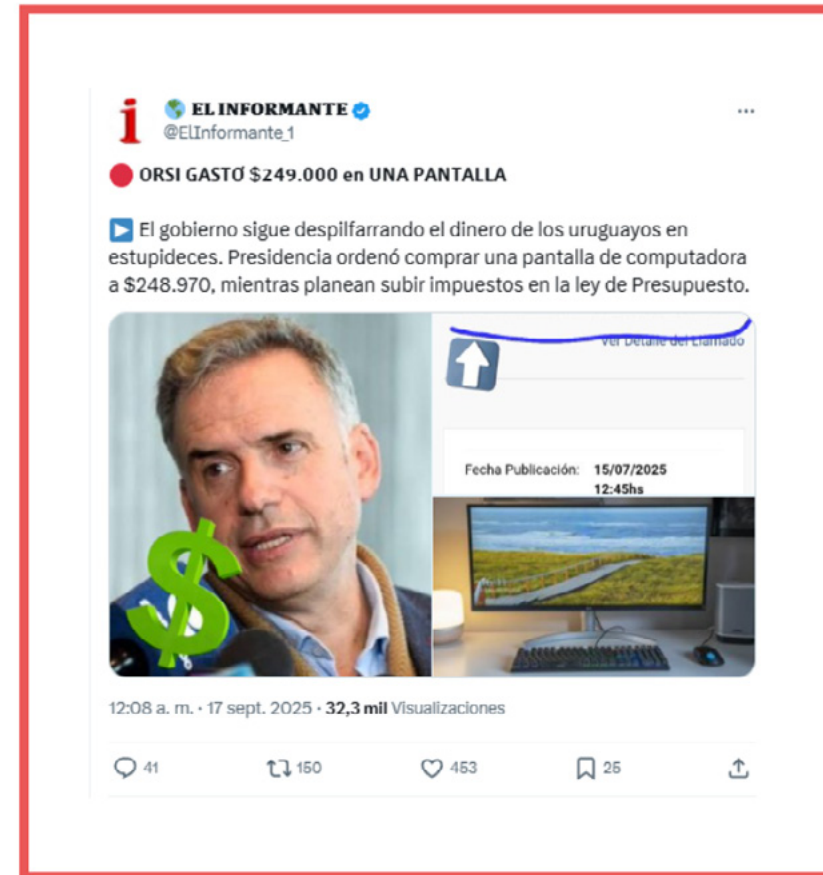 EL INFORMANTE
@ElInformante_1
ORSI GASTÓ $249.000 en UNA PANTALLA
El gobierno sigue despilfarrando el dinero de los uruguayos en
estupideces. Presidencia ordenó comprar una pantalla de computadora
a $248.970, mientras planean subir impuestos en la ley de Presupuesto.
Ver Detalle del Llamado
Fecha Publicación: 15/07/2025
12:45hs
12:08 a. m. · 17 sept. 2025 · 32,3 mil Visualizaciones
41 150 453 25